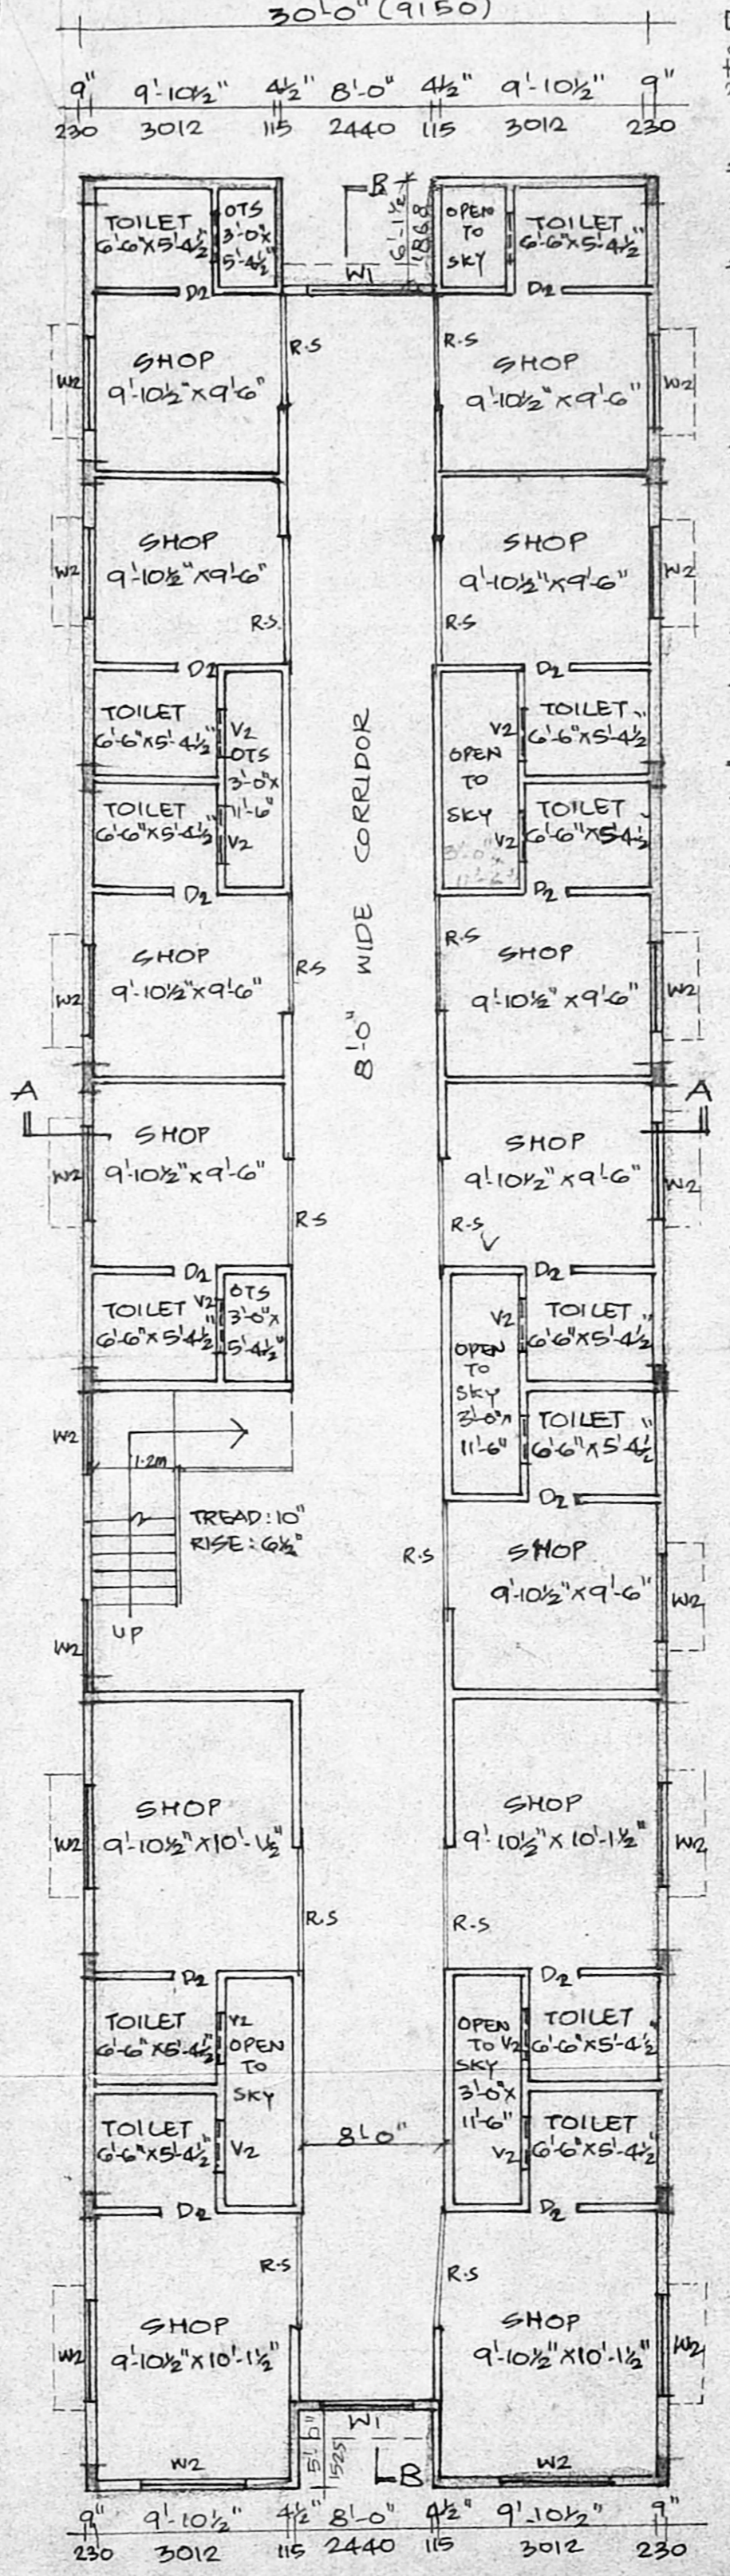 30'-0" (9150)
9" 9'-10½" 4½" 8'-0" 4½" 9'-10½" 9"
230 3012 115 2440 115 3012 230
B
6'-1½"
1868
TOILET
6'-6"x5'-4½"
OTS
3'-0"x
5'-4½"
OPEN
TO
SKY
TOILET
6'-6"x5'-4½"
W1
D2
D2
R.S
R.S
SHOP
9'-10½"x9'-6"
SHOP
9'-10½"x9'-6"
W2
W2
SHOP
9'-10½"x9'-6"
SHOP
9'-10½"x9'-6"
W2
W2
R.S.
R.S
D2
D2
TOILET
6'-6"x5'-4½"
V2
OTS
3'-0"x
11'-6"
V2
TOILET
6'-6"x5'-4½"
8'-0" WIDE CORRIDOR
V2
OPEN
TO
SKY
V2
TOILET
6'-6"x5'-4½"
TOILET
6'-6"x5'-4½
D2
D2
R.S
R.S
SHOP
9'-10½"x9'-6"
SHOP
9'-10½"x9'-6"
W2
W2
A
A
SHOP
9'-10½"x9'-6"
SHOP
9'-10½"x9'-6"
W2
W2
R.S
R.S
D2
D2
TOILET
6'-6"x5'-4½"
V2
OTS
3'-0"x
5'-4½"
V2
OPEN
TO
SKY
3'-0"x
11'-6"
TOILET
6'-6"x5'-4½"
TOILET
6'-6"x5'-4½"
W2
1.2m
TREAD:10"
RISE:6½"
UP
W2
D2
R.S
SHOP
9'-10½"x9'-6"
W2
SHOP
9'-10½"x10'-1½"
SHOP
9'-10½"x10'-1½"
W2
W2
R.S
R.S
D2
D2
TOILET
6'-6"x5'-4½"
V2
OPEN
TO
SKY
V2
TOILET
6'-6"x5'-4½"
OPEN
TO V2
SKY
3'-0"x
11'-6"
V2
TOILET
6'-6"x5'-4½"
TOILET
6'-6"x5'-4½"
8'-0"
D2
D2
R.S
R.S
SHOP
9'-10½"x10'-1½"
SHOP
9'-10½"x10'-1½"
W2
W2
W1
5'-0"
1525
B
W2
W2
9" 9'-10½" 4½" 8'-0" 4½" 9'-10½" 9"
230 3012 115 2440 115 3012 230